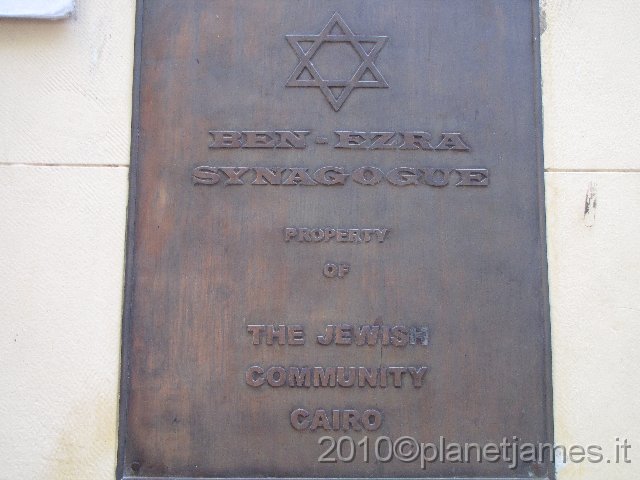 BEN-EZRA
SYNAGOGUE
PROPERTY
OF
THE JEWISH
COMMUNITY
CAIRO
2010©planetjames.it